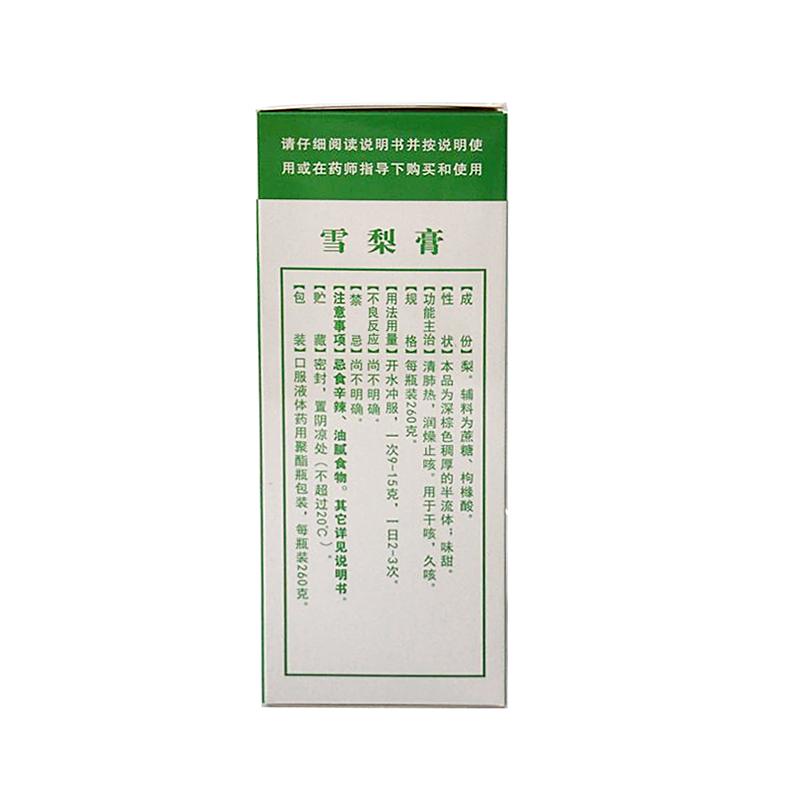 请仔细阅读说明书并按说明使
用或在药师指导下购买和使用
雪梨膏
【成份】梨。辅料为蔗糖、枸橼酸。
【性状】本品为深棕色稠厚的半流体；味甜。
【功能主治】清肺热，润燥止咳。用于干咳，久咳。
【规格】每瓶装260克。
【用法用量】开水冲服，一次9-15克，一日2-3次。
【不良反应】尚不明确。
【禁忌】尚不明确。
【注意事项】忌食辛辣、油腻食物。其它详见说明书。
【贮藏】密封，置阴凉处（不超过20℃）。
【包装】口服液体药用聚酯瓶包装，每瓶装260克。